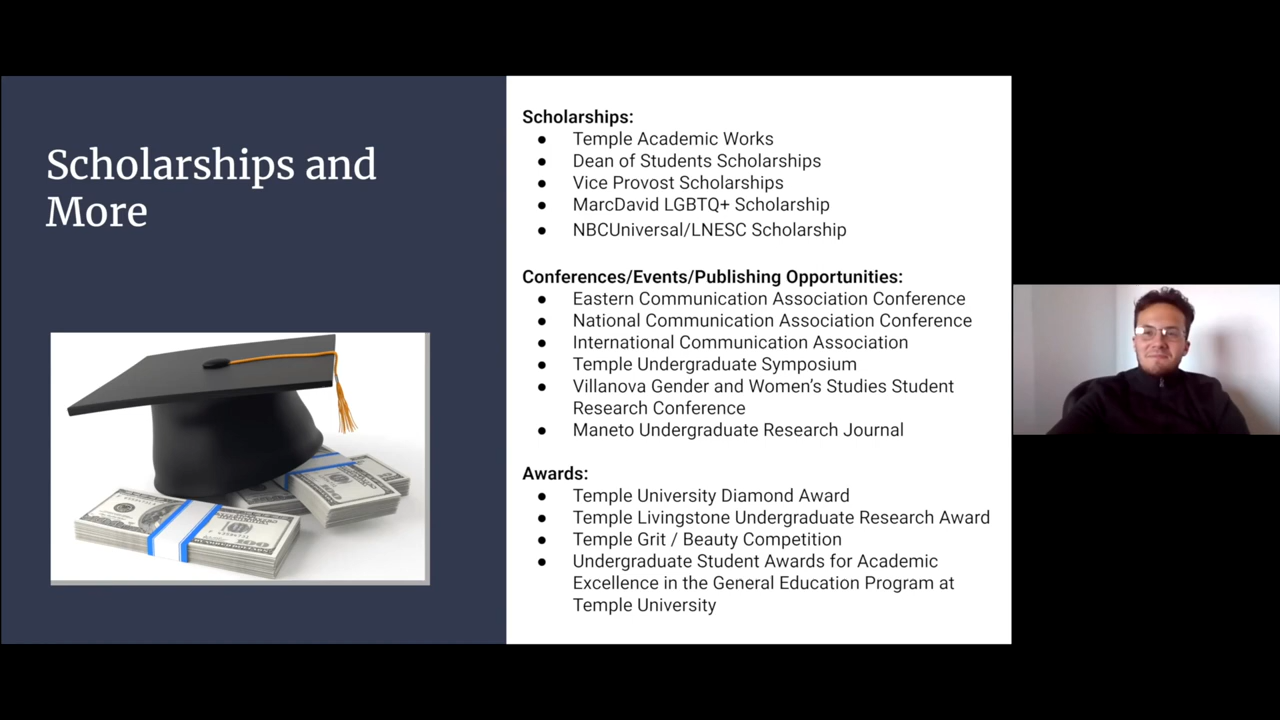 Scholarships and
More
Scholarships:
● Temple Academic Works
● Dean of Students Scholarships
● Vice Provost Scholarships
● MarcDavid LGBTQ+ Scholarship
● NBCUniversal/LNESC Scholarship
Conferences/Events/Publishing Opportunities:
● Eastern Communication Association Conference
● National Communication Association Conference
● International Communication Association
● Temple Undergraduate Symposium
● Villanova Gender and Women’s Studies Student
Research Conference
● Maneto Undergraduate Research Journal
Awards:
● Temple University Diamond Award
● Temple Livingstone Undergraduate Research Award
● Temple Grit / Beauty Competition
● Undergraduate Student Awards for Academic
Excellence in the General Education Program at
Temple University